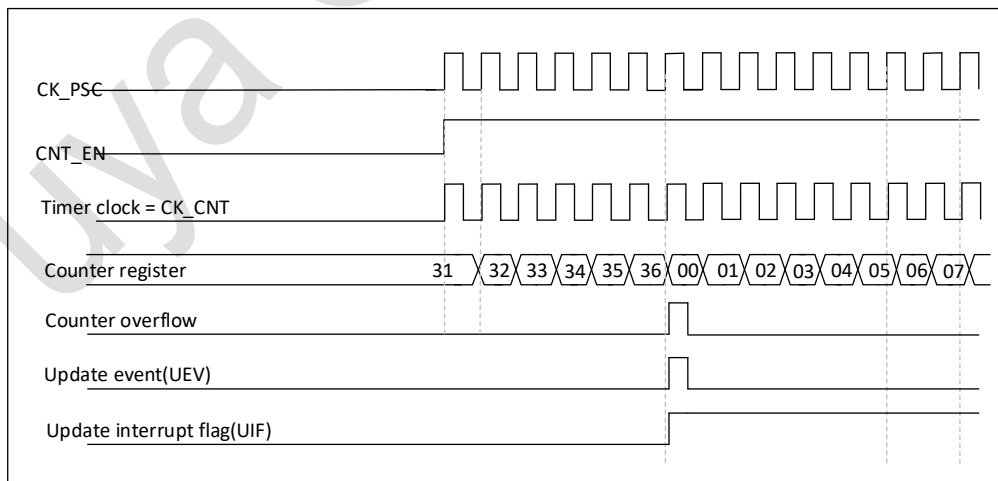 CK_PSC
CNT_EN
Timer clock = CK_CNT
Counter register 31 32 33 34 35 36 00 01 02 03 04 05 06 07
Counter overflow
Update event(UEV)
Update interrupt flag(UIF)
uya